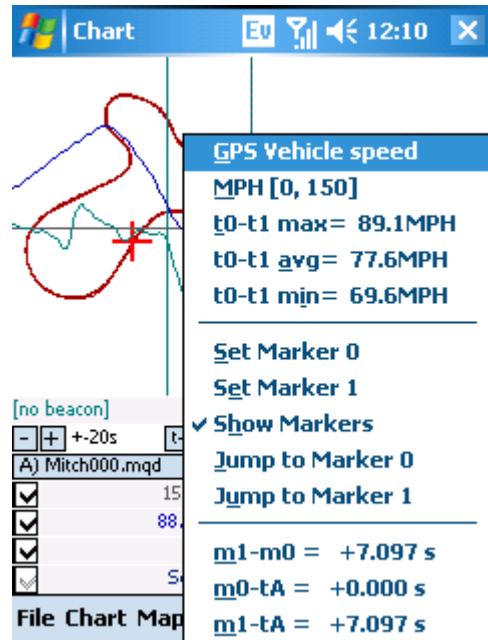 Chart Ev 12:10
GPS Vehicle speed
MPH [0, 150]
t0-t1 max= 89.1MPH
t0-t1 avg= 77.6MPH
t0-t1 min= 69.6MPH
Set Marker 0
Set Marker 1
Show Markers
Jump to Marker 0
Jump to Marker 1
m1-m0 = +7.097 s
m0-tA = +0.000 s
m1-tA = +7.097 s
[no beacon]
- + +-20s t-
A) Mitch000.mqd
15
88.
File Chart Map